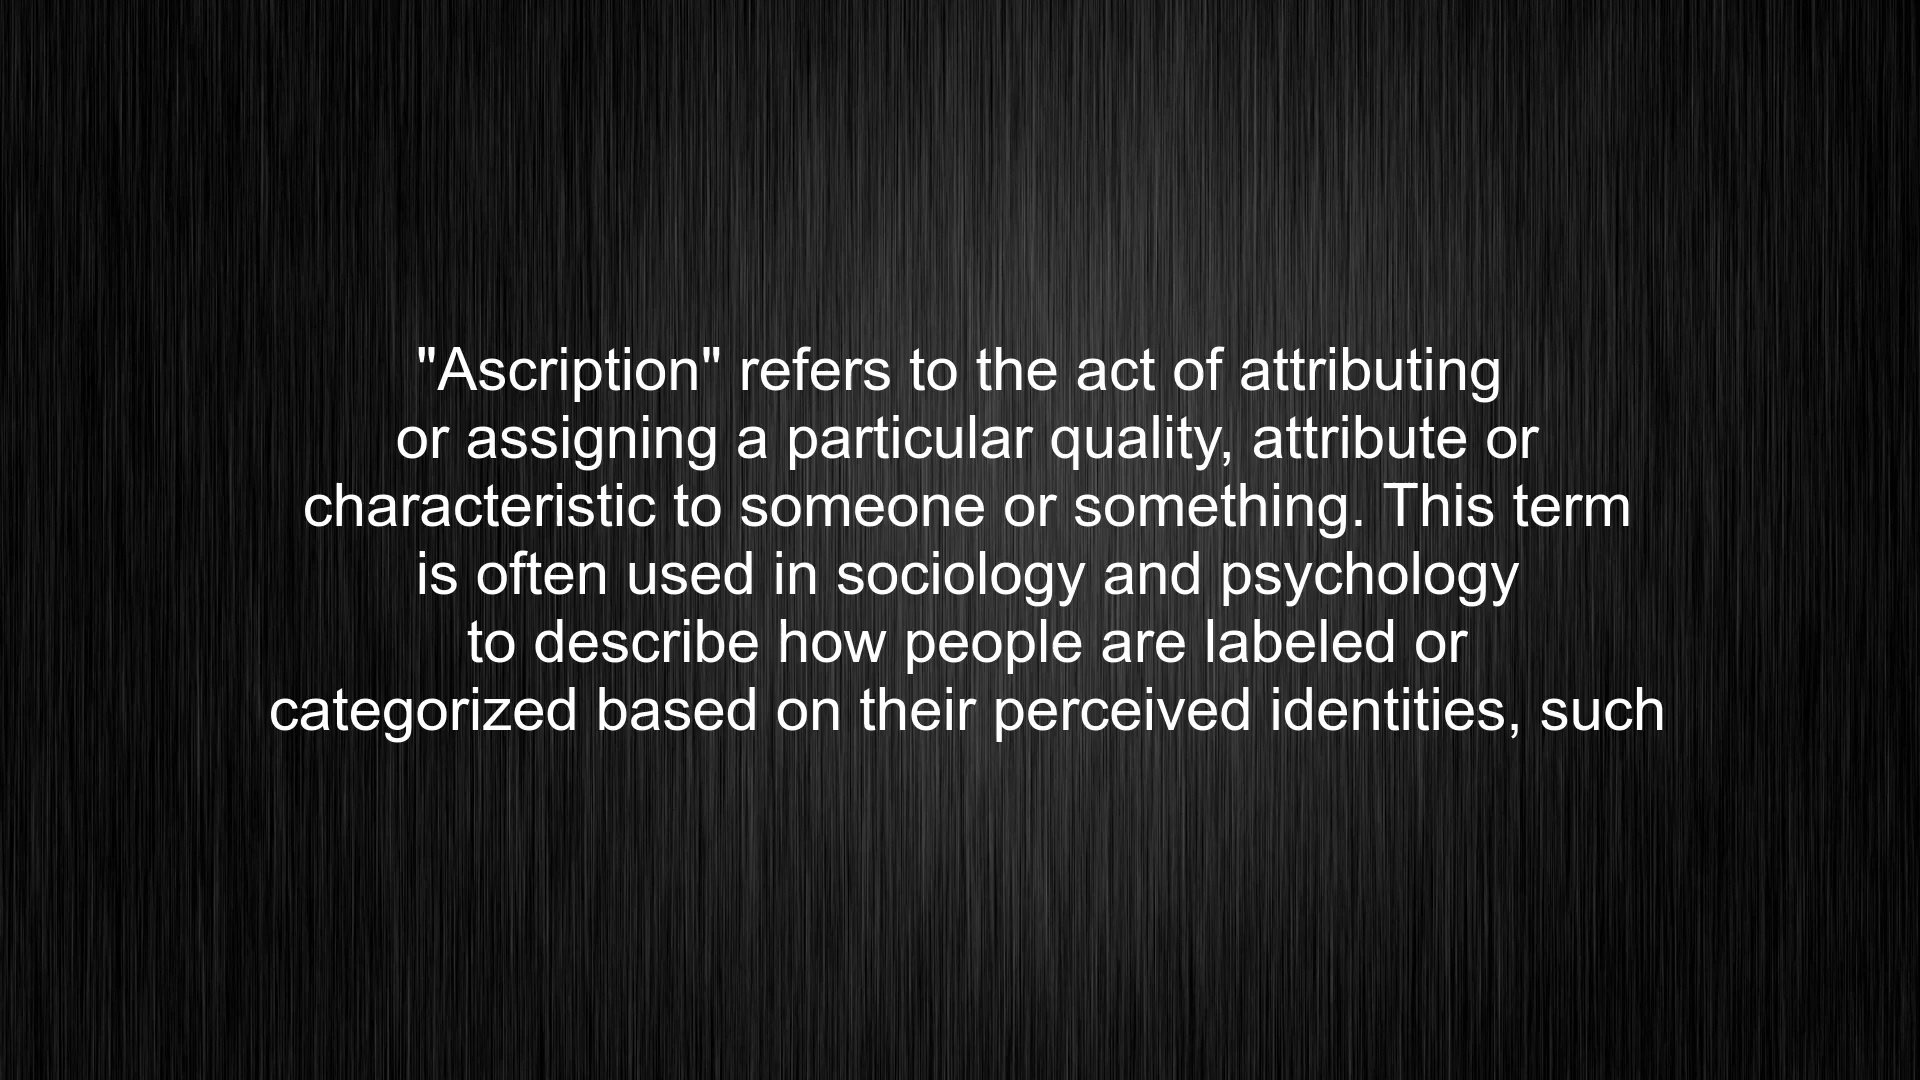 "Ascription" refers to the act of attributing
or assigning a particular quality, attribute or
characteristic to someone or something. This term
is often used in sociology and psychology
to describe how people are labeled or
categorized based on their perceived identities, such